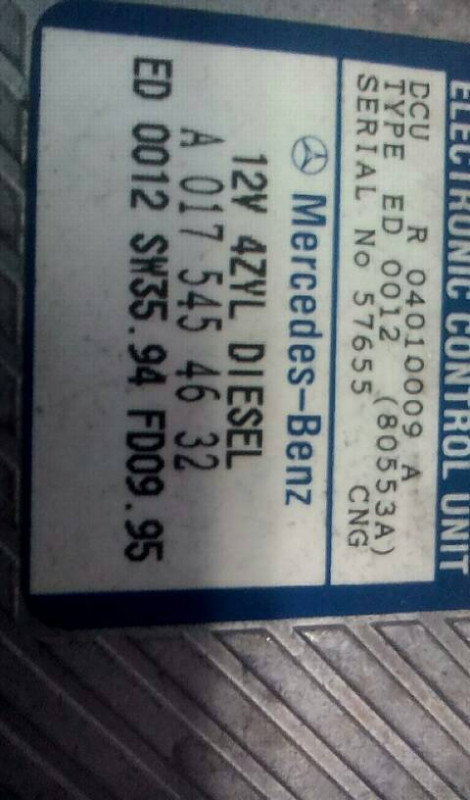 ELECTRONIC CONTROL UNIT
DCU R 04010009 A
TYPE ED 0012 (80553A)
SERIAL No 57655 CNG
Mercedes-Benz
12V 4ZYL DIESEL
A 017 545 46 32
ED 0012 SW35.94 FD09.95